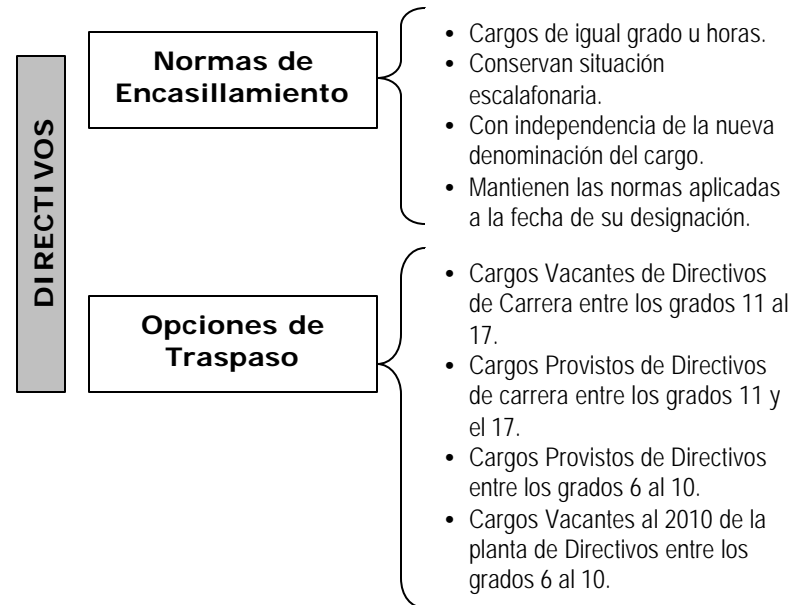 DIRECTIVOS
Normas de
Encasillamiento
• Cargos de igual grado u horas.
• Conservan situación
escalafonaria.
• Con independencia de la nueva
denominación del cargo.
• Mantienen las normas aplicadas
a la fecha de su designación.
Opciones de
Traspaso
• Cargos Vacantes de Directivos
de Carrera entre los grados 11 al
17.
• Cargos Provistos de Directivos
de carrera entre los grados 11 y
el 17.
• Cargos Provistos de Directivos
entre los grados 6 al 10.
• Cargos Vacantes al 2010 de la
planta de Directivos entre los
grados 6 al 10.